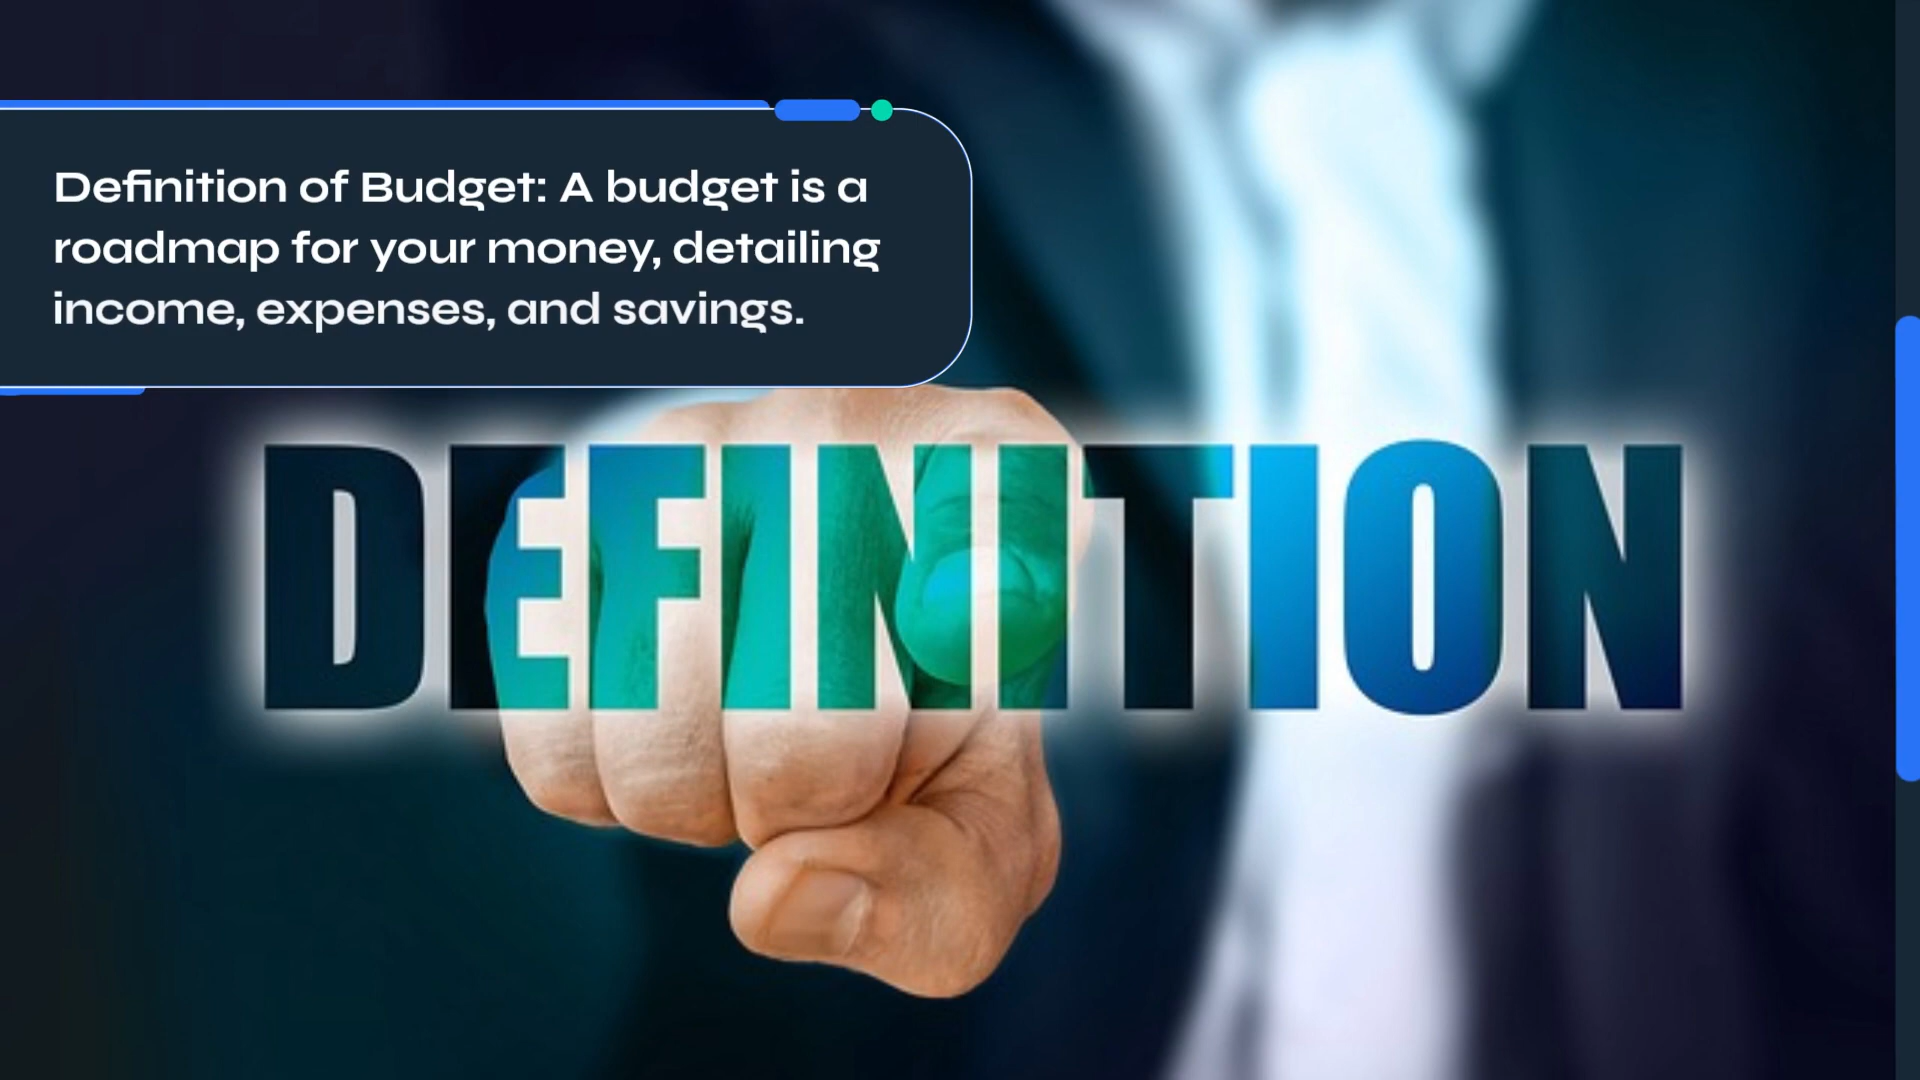 Definition of Budget: A budget is a
roadmap for your money, detailing
income, expenses, and savings.
DEFINITION